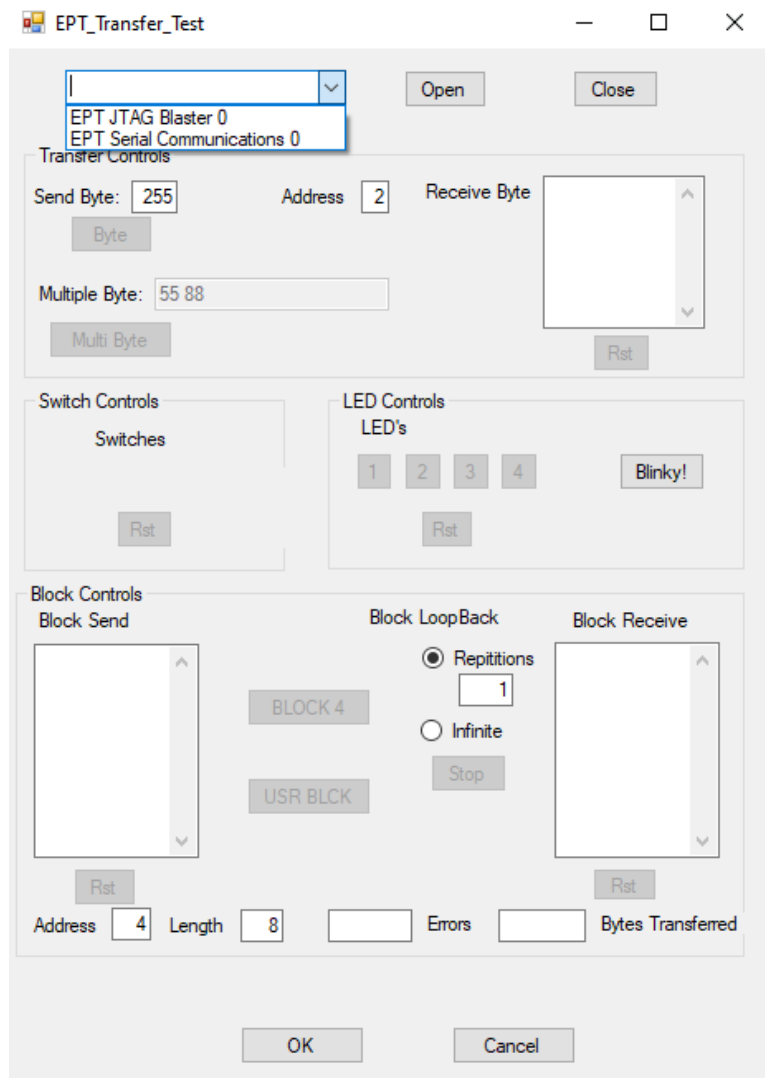 EPT_Transfer_Test
Open Close
EPT JTAG Blaster 0
EPT Serial Communications 0
Transfer Controls
Send Byte: 255 Address 2 Receive Byte
Byte
Multiple Byte: 55 88
Multi Byte
Rst
Switch Controls
Switches
Rst
LED Controls
LED's
1 2 3 4 Blinky!
Rst
Block Controls
Block Send Block LoopBack Block Receive
Repititions
1
BLOCK 4
Infinite
Stop
USR BLCK
Rst Rst
Address 4 Length 8 Errors Bytes Transferred
OK Cancel